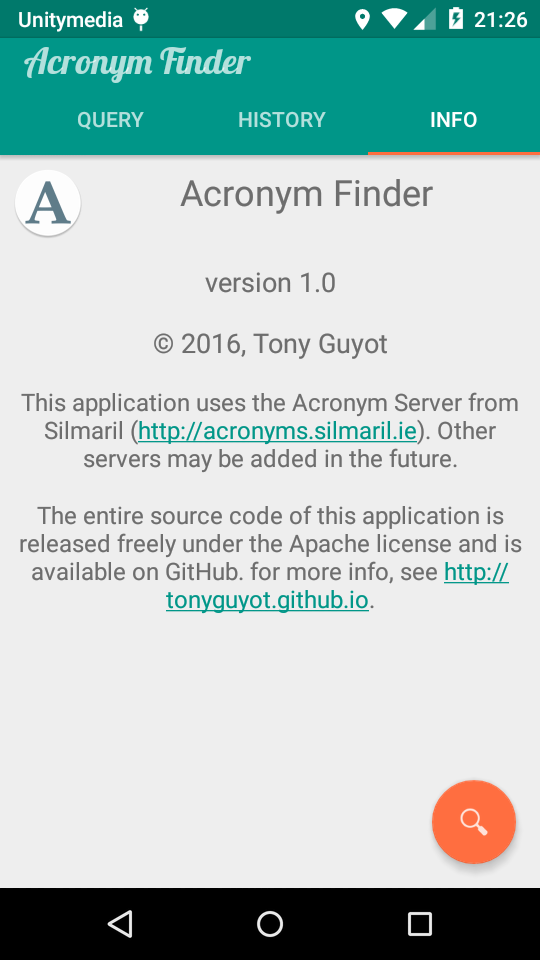 Unitymedia 21:26
Acronym Finder
QUERY HISTORY INFO
A Acronym Finder
version 1.0
© 2016, Tony Guyot
This application uses the Acronym Server from
Silmaril (http://acronyms.silmaril.ie). Other
servers may be added in the future.
The entire source code of this application is
released freely under the Apache license and is
available on GitHub. for more info, see http://
tonyguyot.github.io.